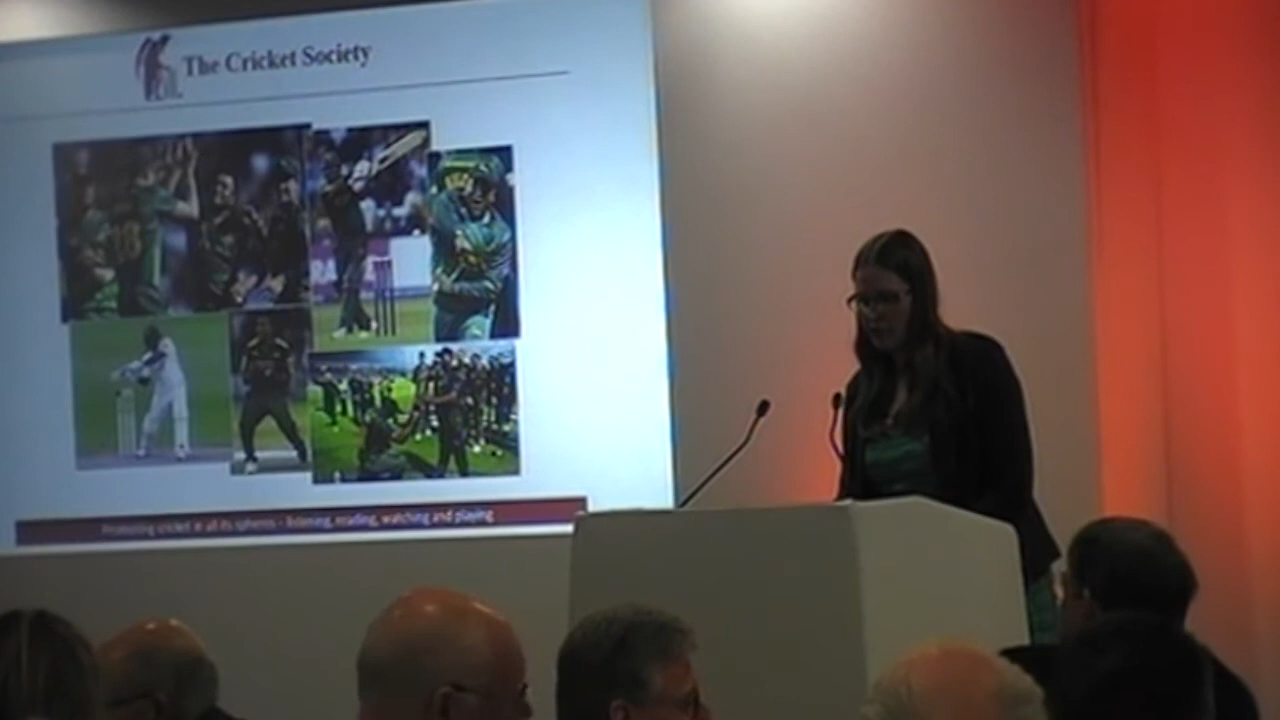 The Cricket Society
Promoting cricket in all its spheres - listening, reading, watching and playing